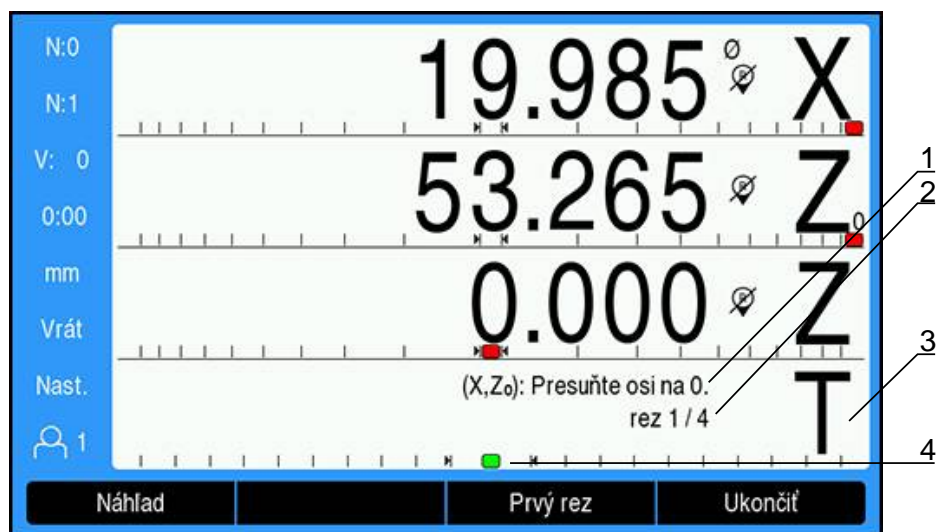 N:0
N:1
V: 0
0:00
mm
Vrát
Nast.
1
19.985 Ø X
53.265 Z0
0.000 Z
(X,Z0): Presuňte osi na 0.
rez 1 / 4
T
1
2
3
4
Náhľad
Prvý rez
Ukončiť